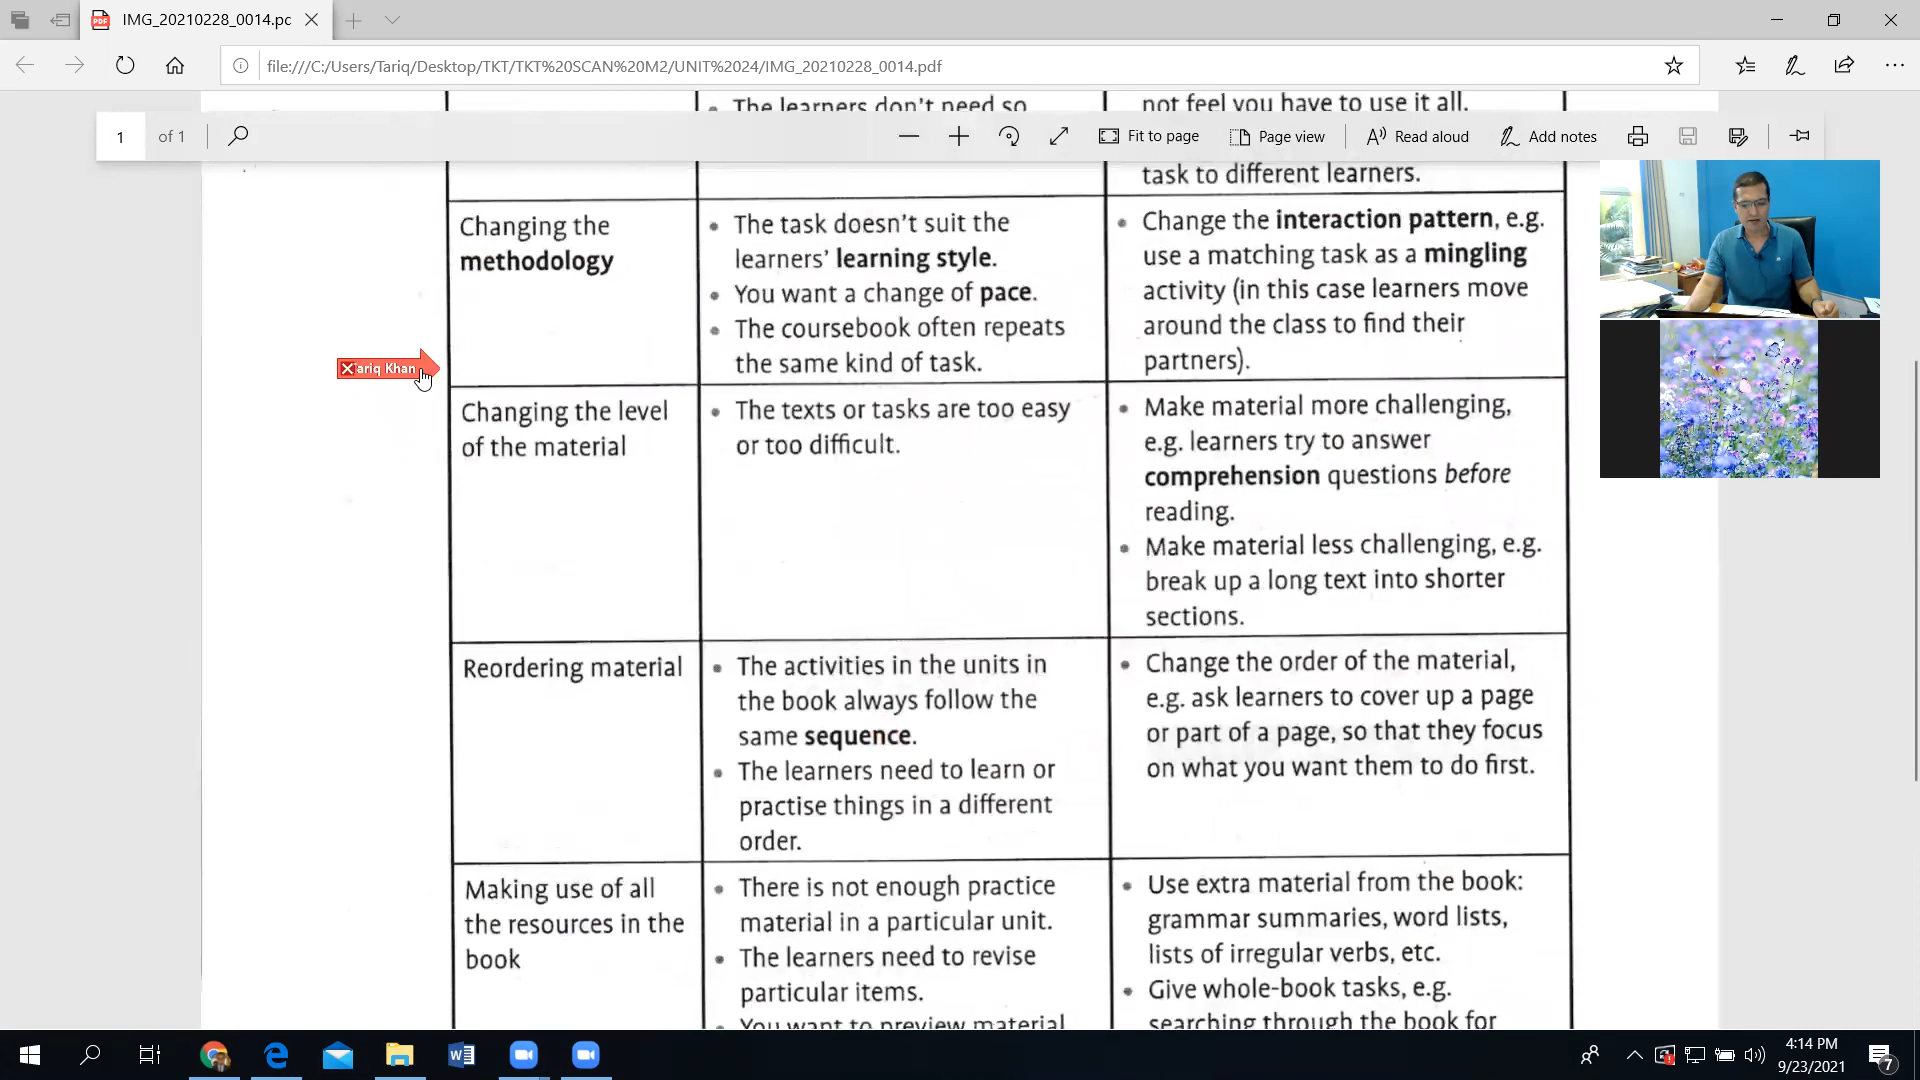 IMG_20210228_0014.pc
file:///C:/Users/Tariq/Desktop/TKT/TKT%20SCAN%20M2/UNIT%2024/IMG_20210228_0014.pdf
The learners don't need so
not feel you have to use it all.
1 of 1
Fit to page
Page view
Read aloud
Add notes
task to different learners.
Changing the
methodology
• The task doesn't suit the
learners' learning style.
• You want a change of pace.
• The coursebook often repeats
the same kind of task.
• Change the interaction pattern, e.g.
use a matching task as a mingling
activity (in this case learners move
around the class to find their
partners).
ariq Khan
Changing the level
of the material
• The texts or tasks are too easy
or too difficult.
• Make material more challenging,
e.g. learners try to answer
comprehension questions before
reading.
• Make material less challenging, e.g.
break up a long text into shorter
sections.
Reordering material
• The activities in the units in
the book always follow the
same sequence.
• The learners need to learn or
practise things in a different
order.
• Change the order of the material,
e.g. ask learners to cover up a page
or part of a page, so that they focus
on what you want them to do first.
Making use of all
the resources in the
book
• There is not enough practice
material in a particular unit.
• The learners need to revise
particular items.
• You want to preview material
• Use extra material from the book:
grammar summaries, word lists,
lists of irregular verbs, etc.
• Give whole-book tasks, e.g.
searching through the book for
4:14 PM
9/23/2021
7